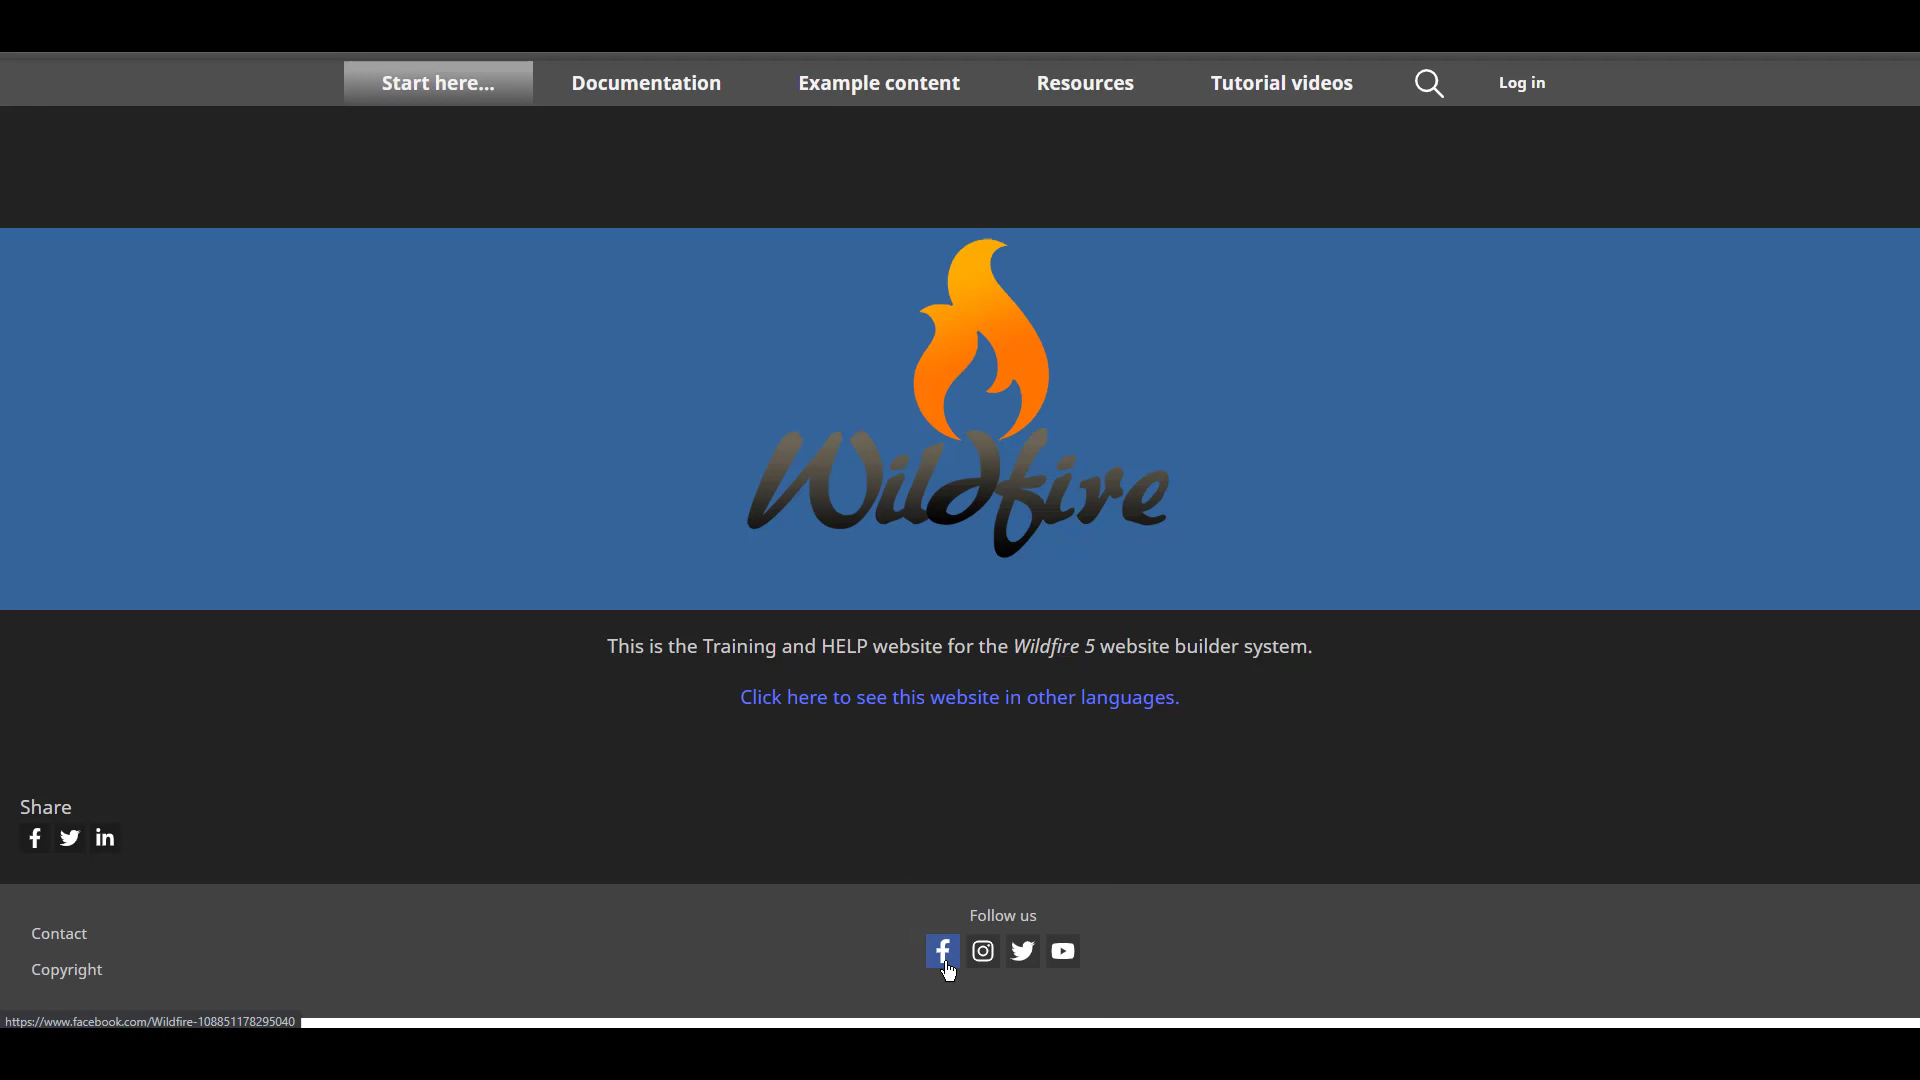 Start here... Documentation Example content Resources Tutorial videos Log in
Wildfire
This is the Training and HELP website for the Wildfire 5 website builder system.
Click here to see this website in other languages.
Share
Follow us
Contact
Copyright
https://www.facebook.com/Wildfire-108851178295040